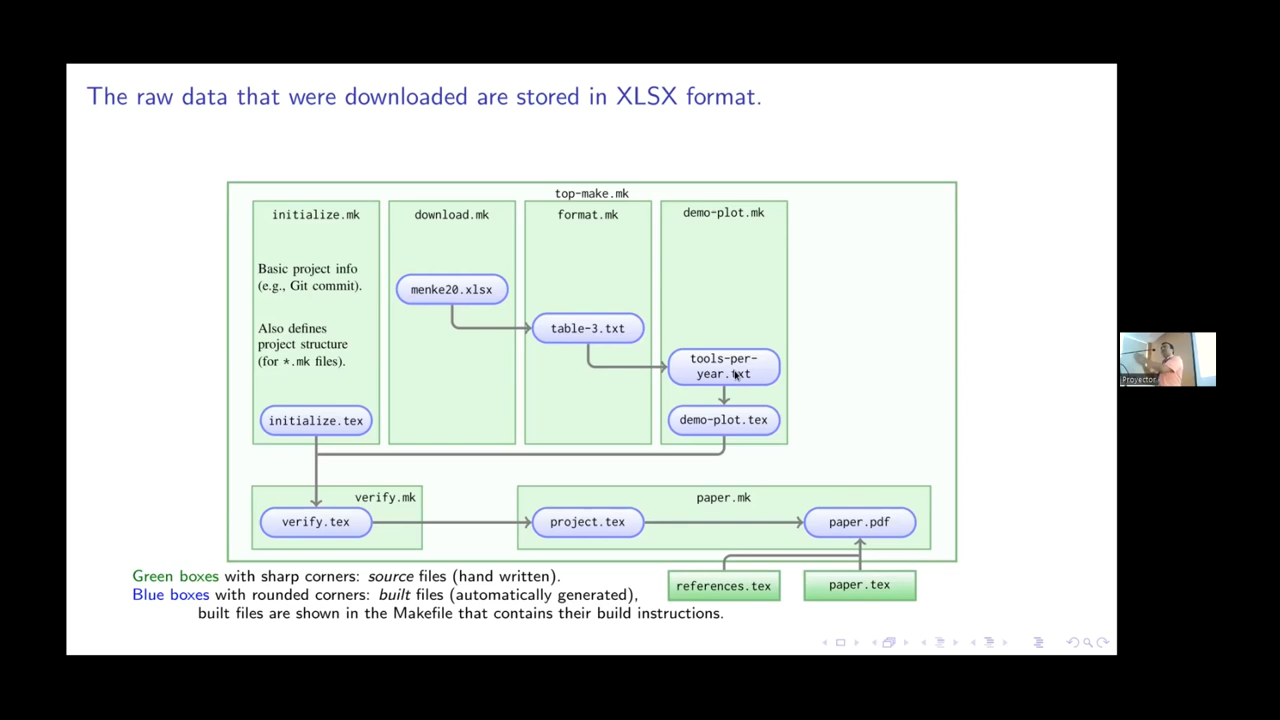 The raw data that were downloaded are stored in XLSX format.
top-make.mk
initialize.mk
download.mk
format.mk
demo-plot.mk
Basic project info
(e.g., Git commit).
Also defines
project structure
(for *.mk files).
menke20.xlsx
table-3.txt
tools-per-
year.txt
initialize.tex
demo-plot.tex
verify.mk
paper.mk
verify.tex
project.tex
paper.pdf
references.tex
paper.tex
Green boxes with sharp corners: source files (hand written).
Blue boxes with rounded corners: built files (automatically generated),
built files are shown in the Makefile that contains their build instructions.
Proyector